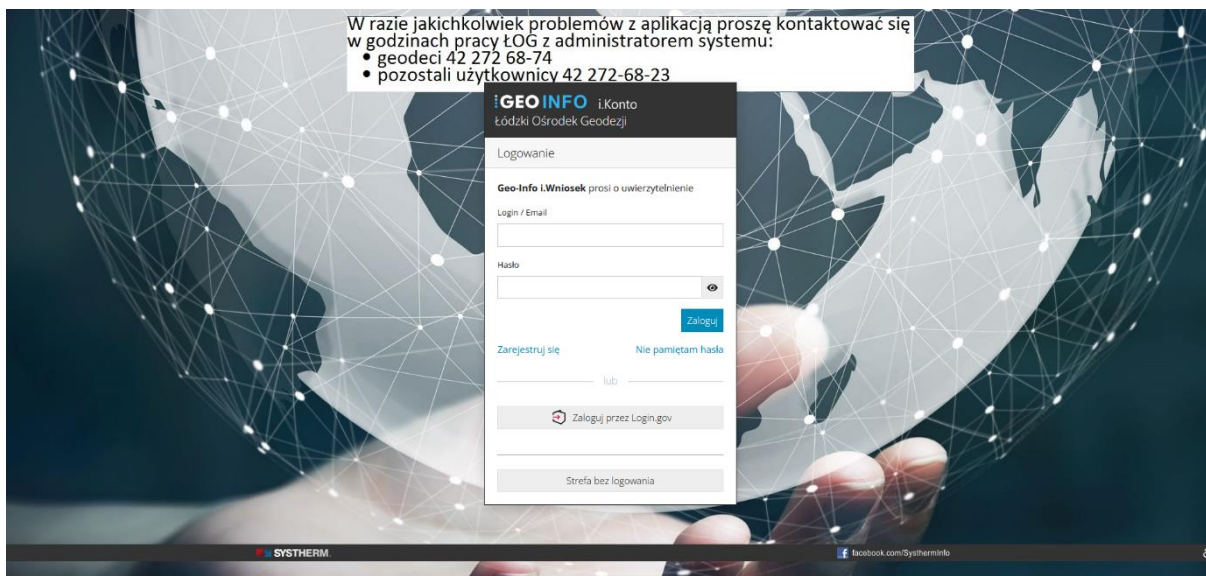 W razie jakichkolwiek problemów z aplikacją proszę kontaktować się
w godzinach pracy ŁOG z administratorem systemu:
• geodeci 42 272 68-74
• pozostali użytkownicy 42 272-68-23
GEO INFO i.Konto
Łódzki Ośrodek Geodezji
Logowanie
Geo-Info i.Wniosek prosi o uwierzytelnienie
Login / Email
Hasło
Zaloguj
Zarejestruj się Nie pamiętam hasła
lub
Zaloguj przez Login.gov
Strefa bez logowania
SYSTHERM facebook.com/SysthermInfo